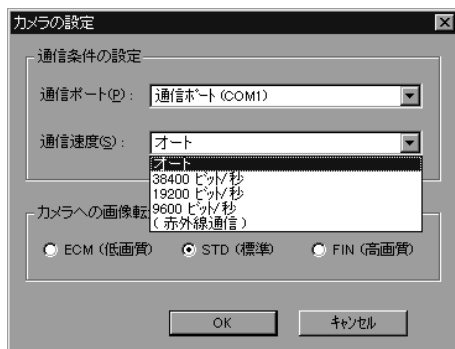 カメラの設定
通信条件の設定
通信ポート(P): 通信ポート(COM1)
通信速度(S): オート
オート
38400 ビット/秒
19200 ビット/秒
9600 ビット/秒
(赤外線通信)
カメラへの画像転
ECM (低画質) STD (標準) FIN (高画質)
OK キャンセル